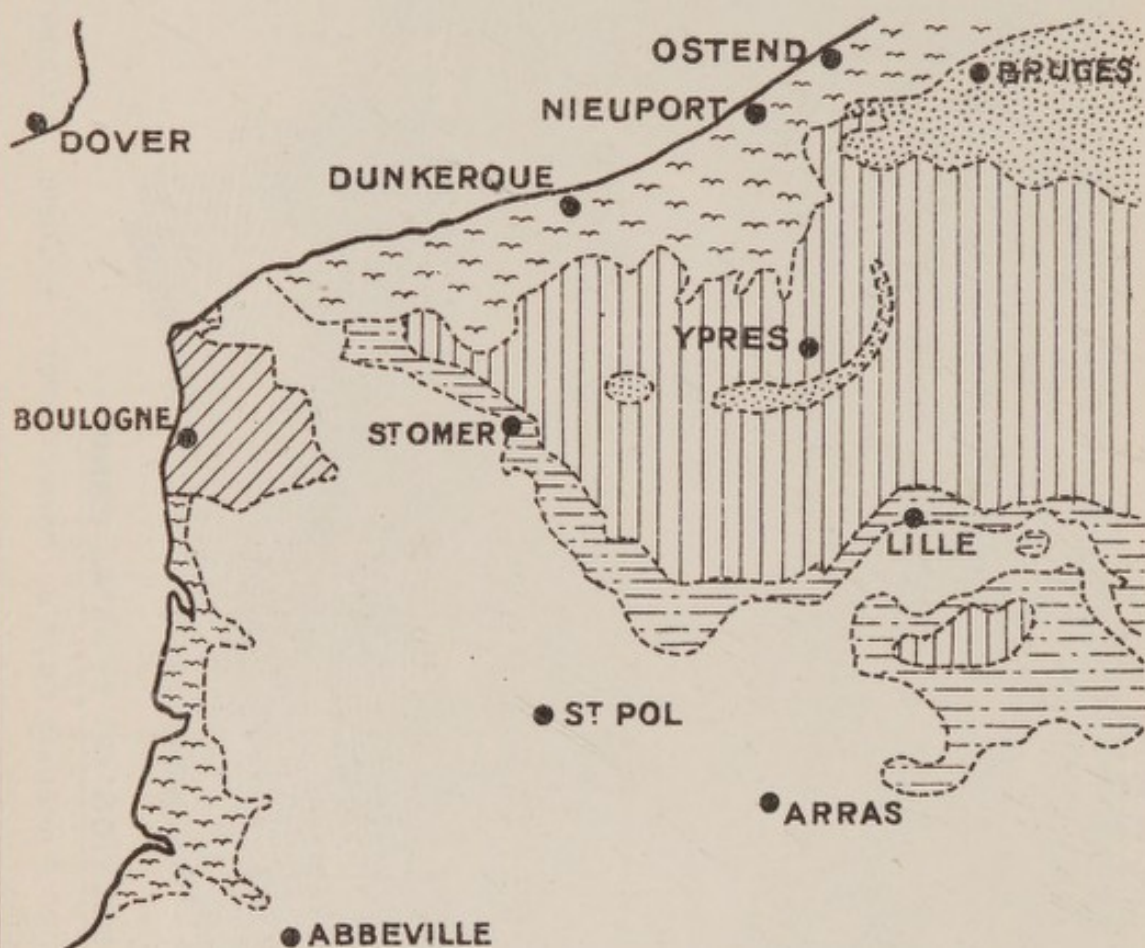 OSTEND
BRUGES
NIEUPORT
DOVER
DUNKERQUE
YPRES
BOULOGNE
ST OMER
LILLE
ST POL
ARRAS
ABBEVILLE